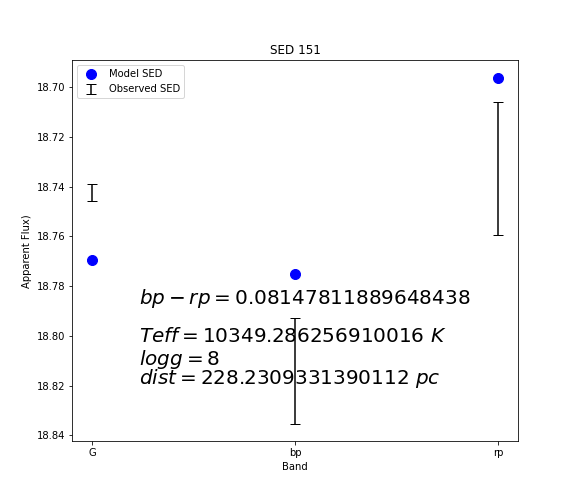 SED 151
Model SED
Observed SED
18.70
18.72
18.74
18.76
18.78
18.80
18.82
18.84
Apparent Flux)
bp − rp = 0.08147811889648438
Teff = 10349.286256910016 K
logg = 8
dist = 228.2309331390112 pc
G
bp
rp
Band